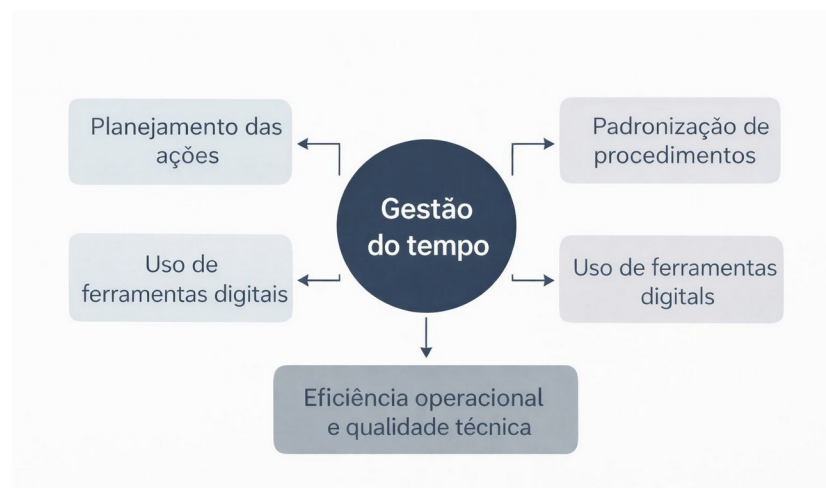 Planejamento das
ações
Padronização de
procedimentos
Gestão
do tempo
Uso de
ferramentas digitais
Uso de ferramentas
digitals
Eficiência operacional
e qualidade técnica